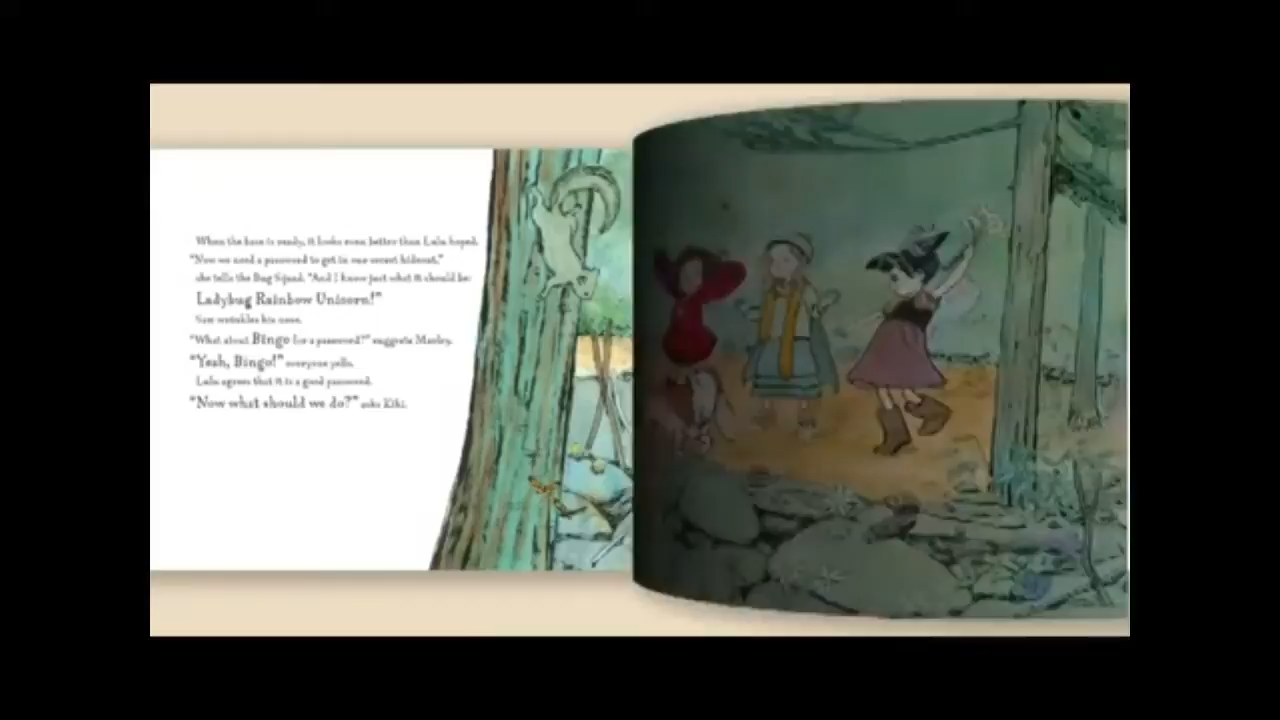 When the base is ready, it looks even better than Lulu hoped.
"Now we need a password to get in our secret hideout,"
she tells the Bug Squad. "And I know just what it should be:
Ladybug Rainbow Unicorn!"
Sam wrinkles his nose.
"What about Bingo for a password?" suggests Marley.
"Yeah, Bingo!" everyone yells.
Lulu agrees that it is a good password.
"Now what should we do?" asks Kiki.